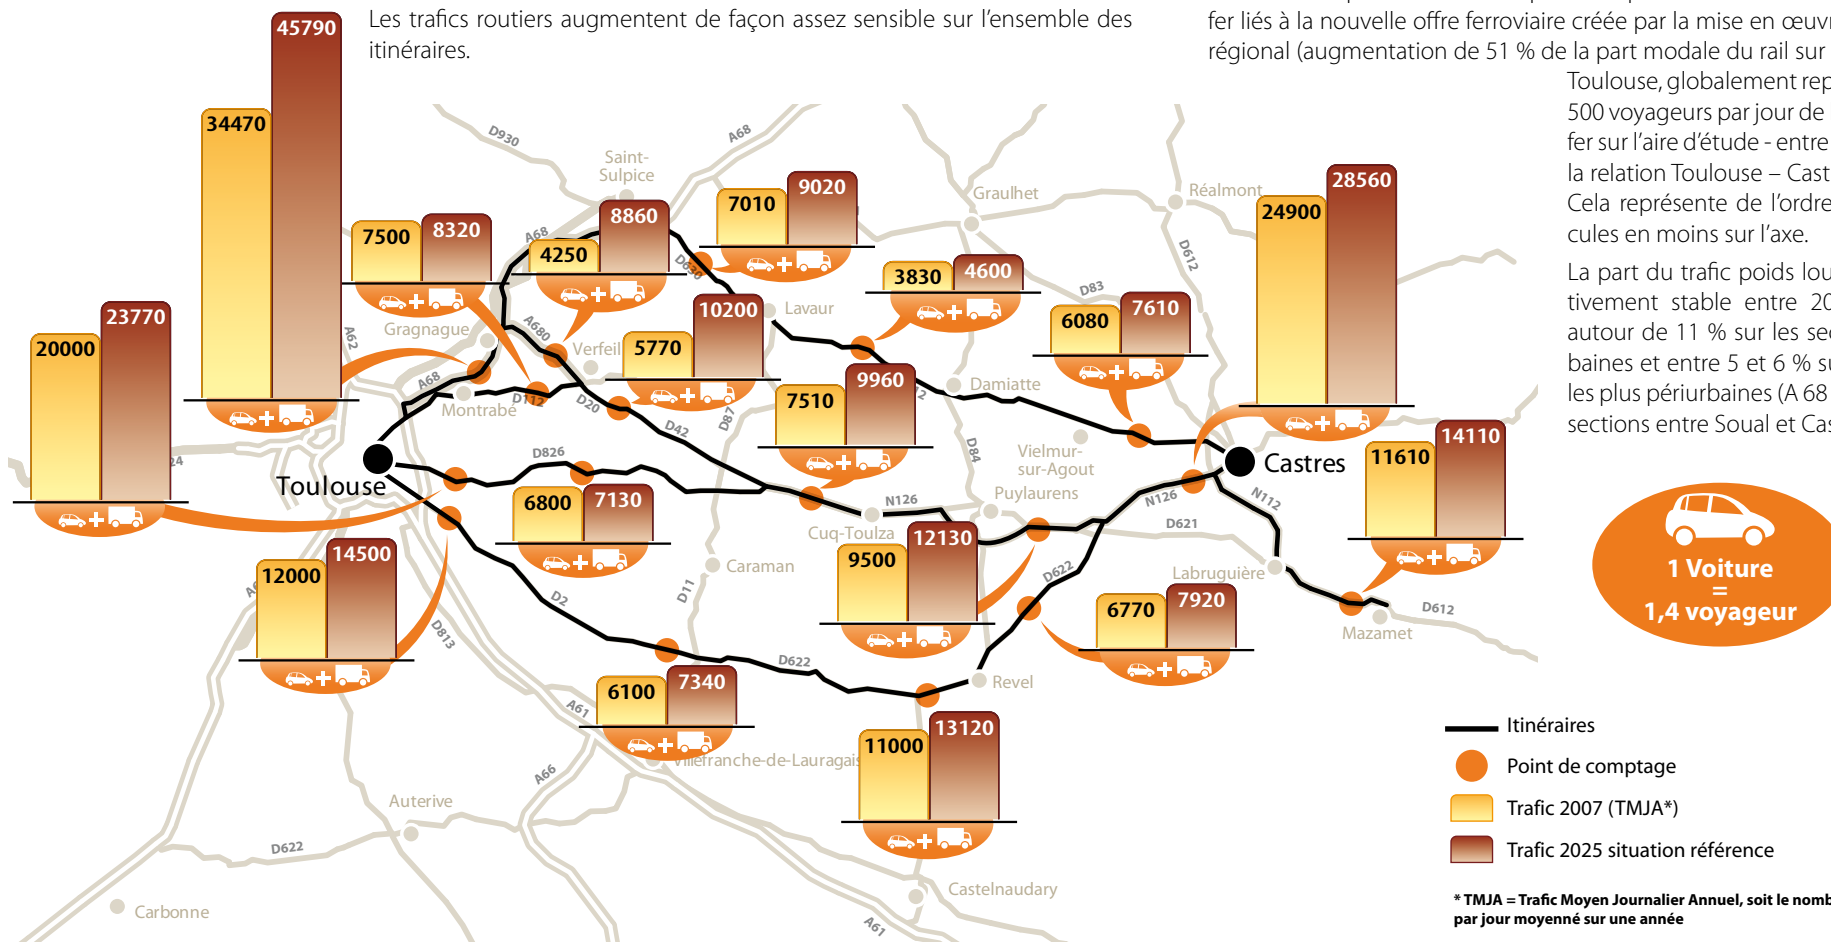 Les trafics routiers augmentent de façon assez sensible sur l'ensemble des
itinéraires.
fer liés à la nouvelle offre ferroviaire créée par la mise en œuvr
régional (augmentation de 51 % de la part modale du rail sur
Toulouse, globalement rep
500 voyageurs par jour de
fer sur l'aire d'étude - entre
la relation Toulouse – Cast
Cela représente de l'ordre
cules en moins sur l'axe.
La part du trafic poids lou
tivement stable entre 20
autour de 11 % sur les sec
baines et entre 5 et 6 % su
les plus périurbaines (A 68
sections entre Soual et Cas
34470
45790
7500
8320
4250
8860
7010
9020
3830
4600
6080
7610
24900
28560
20000
23770
5770
10200
7510
9960
11610
14110
6800
7130
9500
12130
12000
14500
6770
7920
6100
7340
11000
13120
D930
A68
Saint-
Sulpice
A68
D630
Graulhet
Réalmont
D612
D83
Lavaur
Gragnague
A62
A680
Verfeil
A68
Montrabé
D112
D20
D87
Damiatte
D42
D84
Vielmur-
sur-Agout
Castres
Toulouse
D826
N126
Puylaurens
N126
N112
Cuq-Toulza
D621
Caraman
D11
D622
Labruguière
D2
D813
D612
Mazamet
D622
Revel
A61
Villefranche-de-Lauragais
A66
Auterive
D622
Castelnaudary
Carbonne
A61
1 Voiture
=
1,4 voyageur
Itinéraires
Point de comptage
Trafic 2007 (TMJA*)
Trafic 2025 situation référence
* TMJA = Trafic Moyen Journalier Annuel, soit le nomb
par jour moyenné sur une année